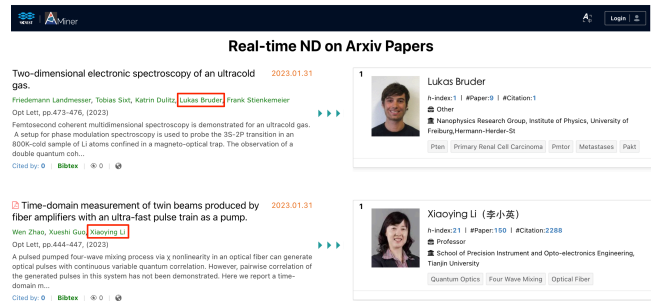 AMiner
Login
Real-time ND on Arxiv Papers
Two-dimensional electronic spectroscopy of an ultracold gas.
2023.01.31
Friedemann Landmesser, Tobias Sixt, Katrin Dulitz, Lukas Bruder, Frank Stienkemeier
Opt Lett, pp.473-476, (2023)
Femtosecond coherent multidimensional spectroscopy is demonstrated for an ultracold gas.
A setup for phase modulation spectroscopy is used to probe the 3S-2P transition in an
800K-cold sample of Li atoms confined in a magneto-optical trap. The observation of a
double quantum coh...
Cited by: 0 | Bibtex | 0 |
1
Lukas Bruder
h-index:1 | #Paper:9 | #Citation:1
Other
Nanophysics Research Group, Institute of Physics, University of
Freiburg,Hermann-Herder-St
Pten Primary Renal Cell Carcinoma Pmtor Metastases Pakt
Time-domain measurement of twin beams produced by
2023.01.31
fiber amplifiers with an ultra-fast pulse train as a pump.
Wen Zhao, Xueshi Guo, Xiaoying Li
Opt Lett, pp.444-447, (2023)
A pulsed pumped four-wave mixing process via χ nonlinearity in an optical fiber can generate
optical pulses with continuous variable quantum correlation. However, pairwise correlation of
the generated pulses in this system has not been demonstrated. Here we report a time-
domain m...
Cited by: 0 | Bibtex | 0 |
1
Xiaoying Li (李小英)
h-index:21 | #Paper:150 | #Citation:2288
Professor
School of Precision Instrument and Opto-electronics Engineering,
Tianjin University
Quantum Optics Four Wave Mixing Optical Fiber